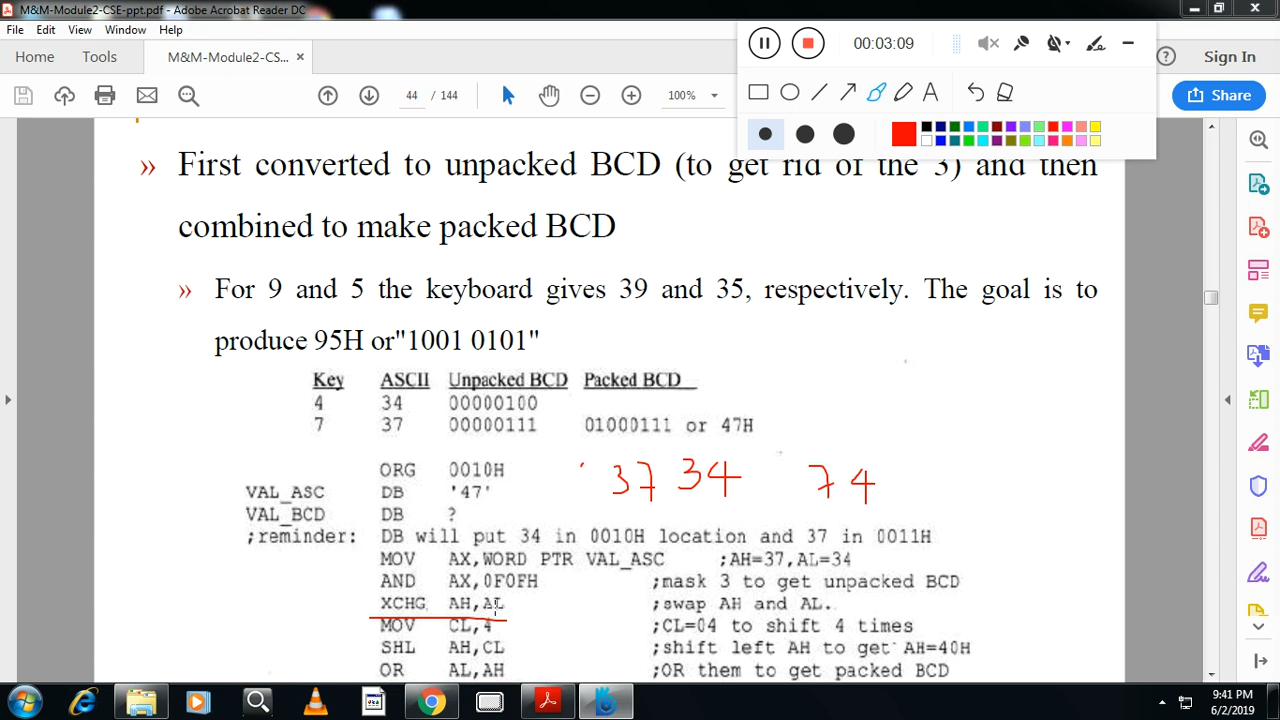 M&M-Module2-CSE-ppt.pdf - Adobe Acrobat Reader DC
File Edit View Window Help
Home Tools M&M-Module2-CS... ×
00:03:09
Sign In
44 / 144
100%
A
Share
» First converted to unpacked BCD (to get rid of the 3) and then
combined to make packed BCD
» For 9 and 5 the keyboard gives 39 and 35, respectively. The goal is to
produce 95H or"1001 0101"
Key ASCII Unpacked BCD Packed BCD
4 34 00000100
7 37 00000111 01000111 or 47H
ORG 0010H
37 34 74
VAL_ASC DB '47'
VAL_BCD DB ?
;reminder: DB will put 34 in 0010H location and 37 in 0011H
MOV AX,WORD PTR VAL_ASC ;AH=37,AL=34
AND AX,0F0FH ;mask 3 to get unpacked BCD
XCHG AH,AL ;swap AH and AL.
MOV CL,4 ;CL=04 to shift 4 times
SHL AH,CL ;shift left AH to get AH=40H
OR AL,AH ;OR them to get packed BCD
9:41 PM
6/2/2019